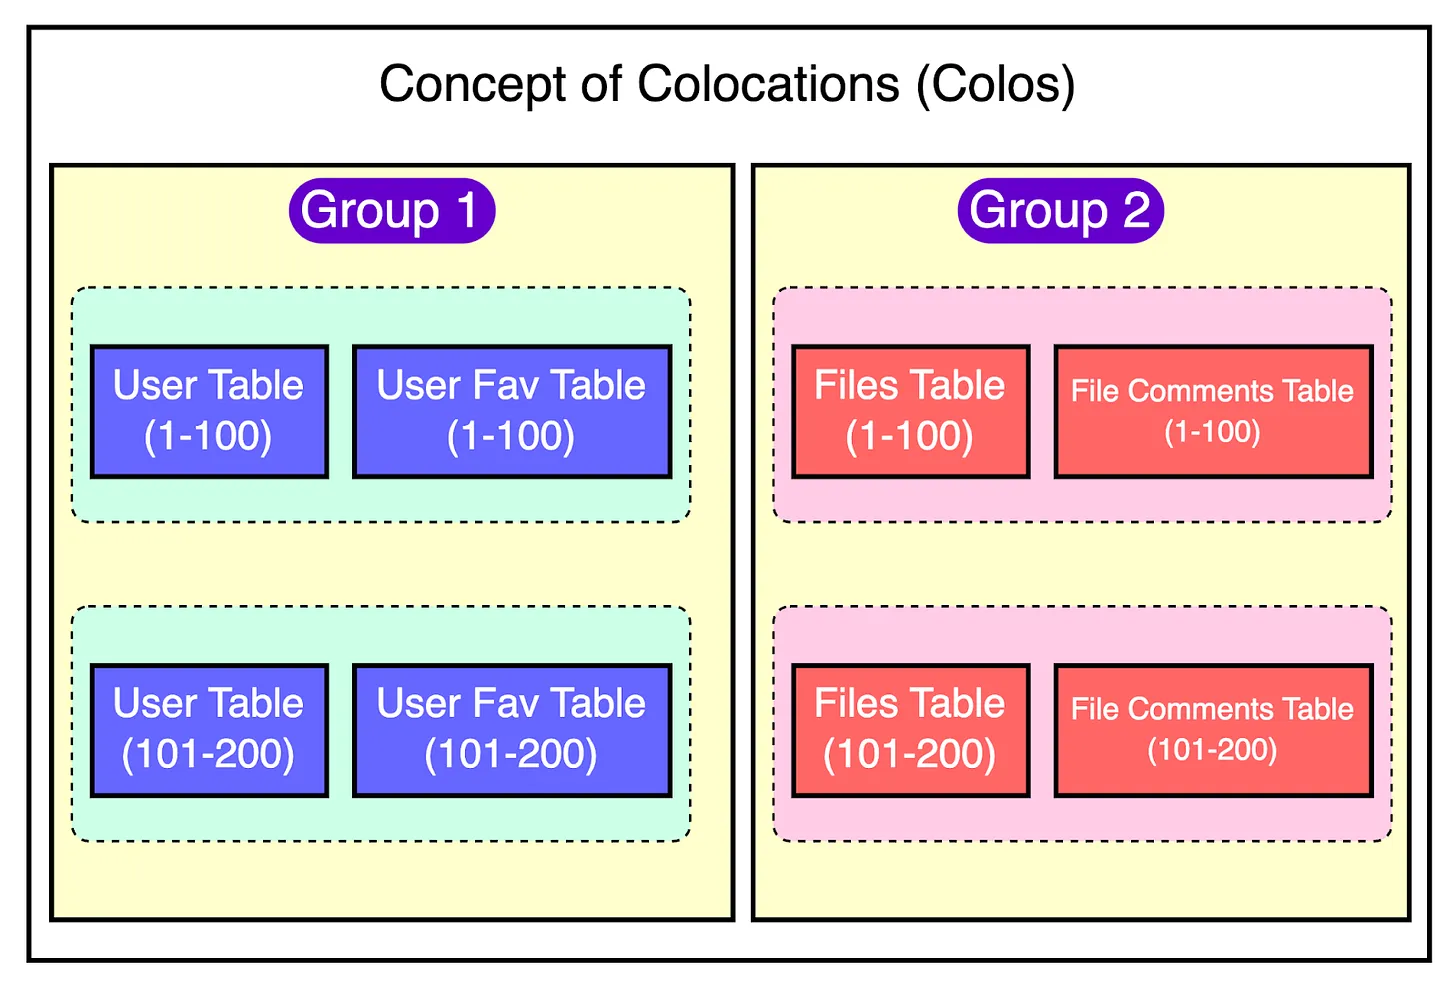 Concept of Colocations (Colos)
Group 1
User Table
(1-100)
User Fav Table
(1-100)
User Table
(101-200)
User Fav Table
(101-200)
Group 2
Files Table
(1-100)
File Comments Table
(1-100)
Files Table
(101-200)
File Comments Table
(101-200)